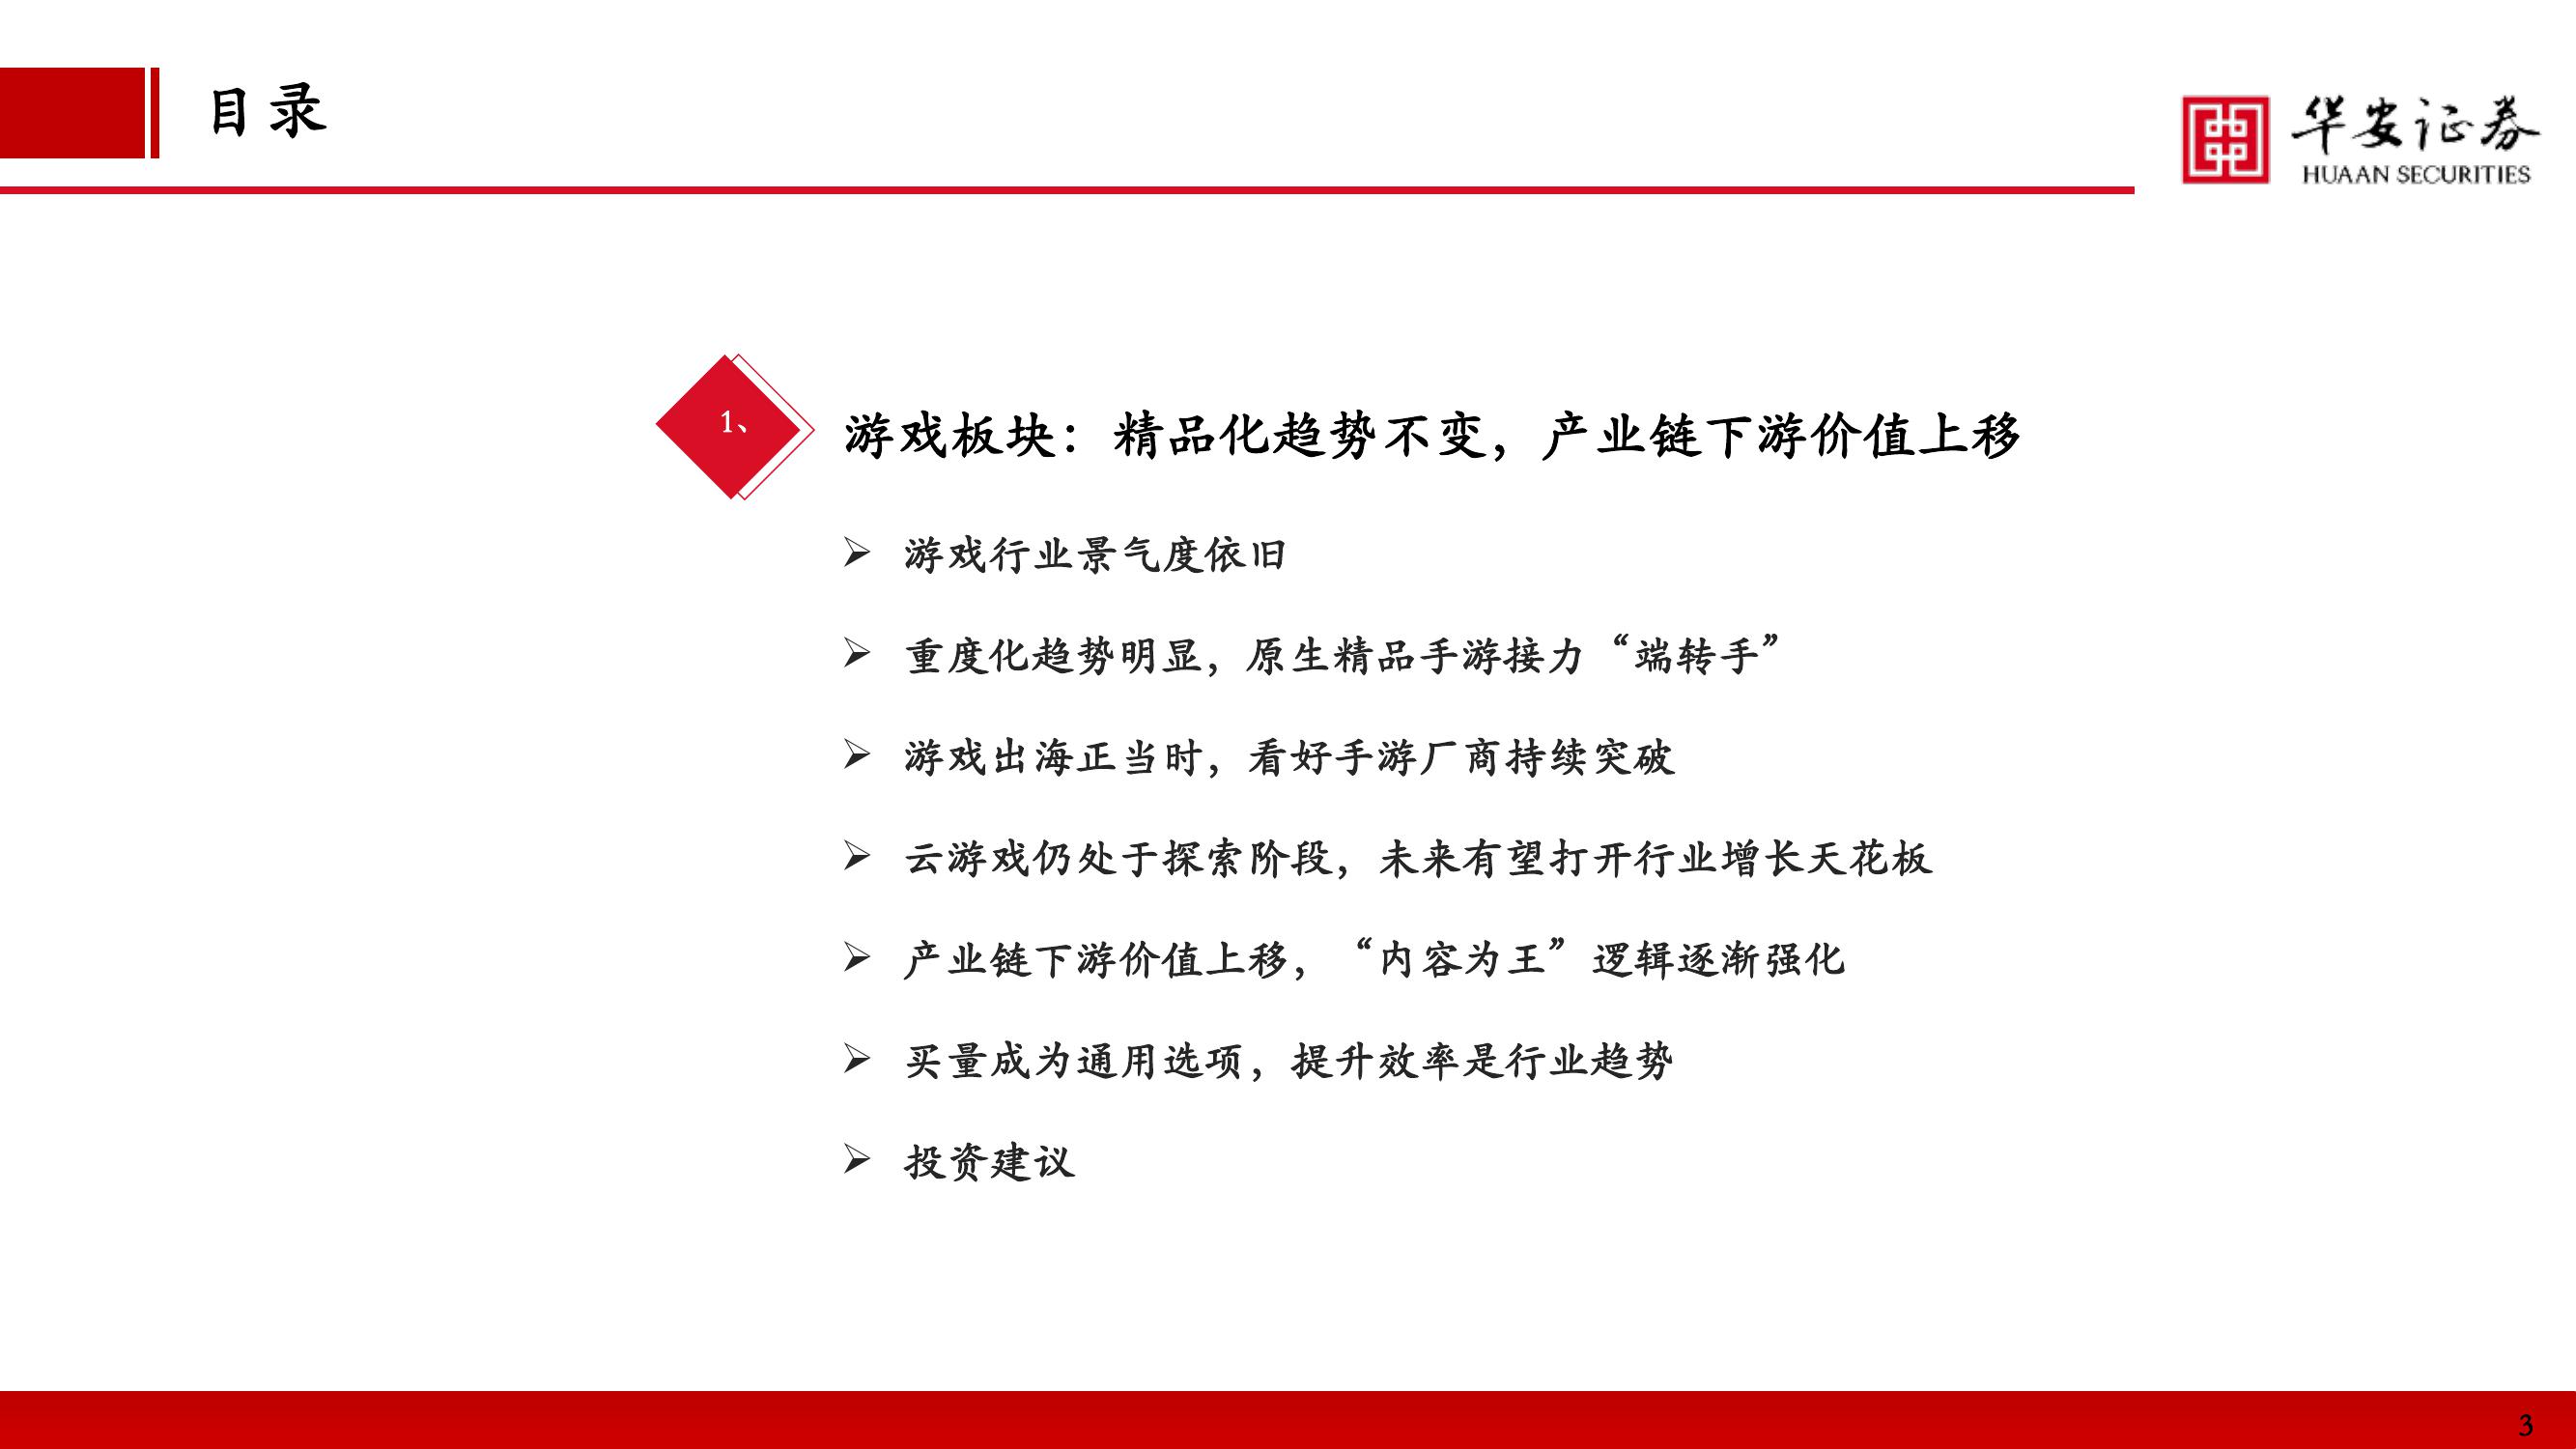 目录
华安证券
HUAAN SECURITIES
1、
游戏板块：精品化趋势不变，产业链下游价值上移
➢ 游戏行业景气度依旧
➢ 重度化趋势明显，原生精品手游接力“端转手”
➢ 游戏出海正当时，看好手游厂商持续突破
➢ 云游戏仍处于探索阶段，未来有望打开行业增长天花板
➢ 产业链下游价值上移，“内容为王”逻辑逐渐强化
➢ 买量成为通用选项，提升效率是行业趋势
➢ 投资建议
3